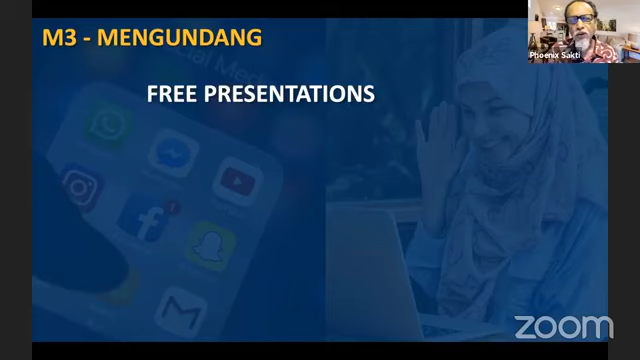 M3 - MENGUNDANG
Phoenix Sakti
FREE PRESENTATIONS
zoom